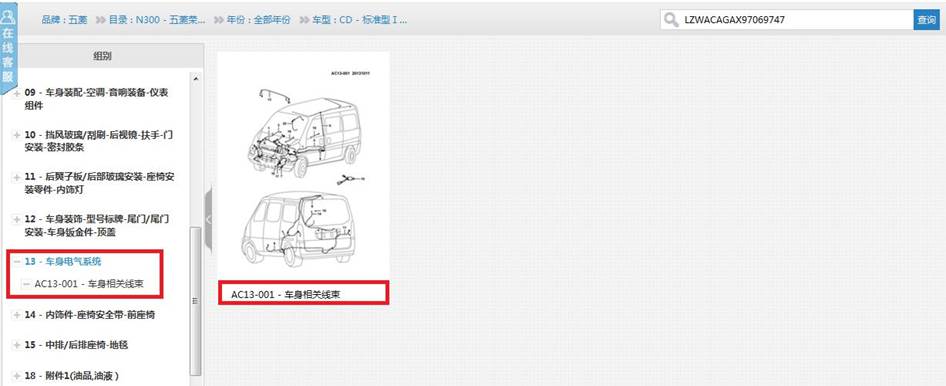 品牌：五菱 目录：N300 - 五菱荣... 年份：全部年份 车型：CD - 标准型 I ...
LZWACAGAX97069747
查询
在线客服
组别
09 - 车身装配-空调-音响装备-仪表
组件
10 - 挡风玻璃/刮刷-后视镜-扶手-门
安装-密封胶条
11 - 后翼子板/后部玻璃安装-座椅安
装零件-内饰灯
12 - 车身装饰-型号标牌-尾门/尾门
安装-车身钣金件-顶盖
13 - 车身电气系统
AC13-001 - 车身相关线束
14 - 内饰件-座椅安全带-前座椅
15 - 中排/后排座椅-地毯
18 - 附件1(油品,油液）
AC13-001 20131011
AC13-001 - 车身相关线束